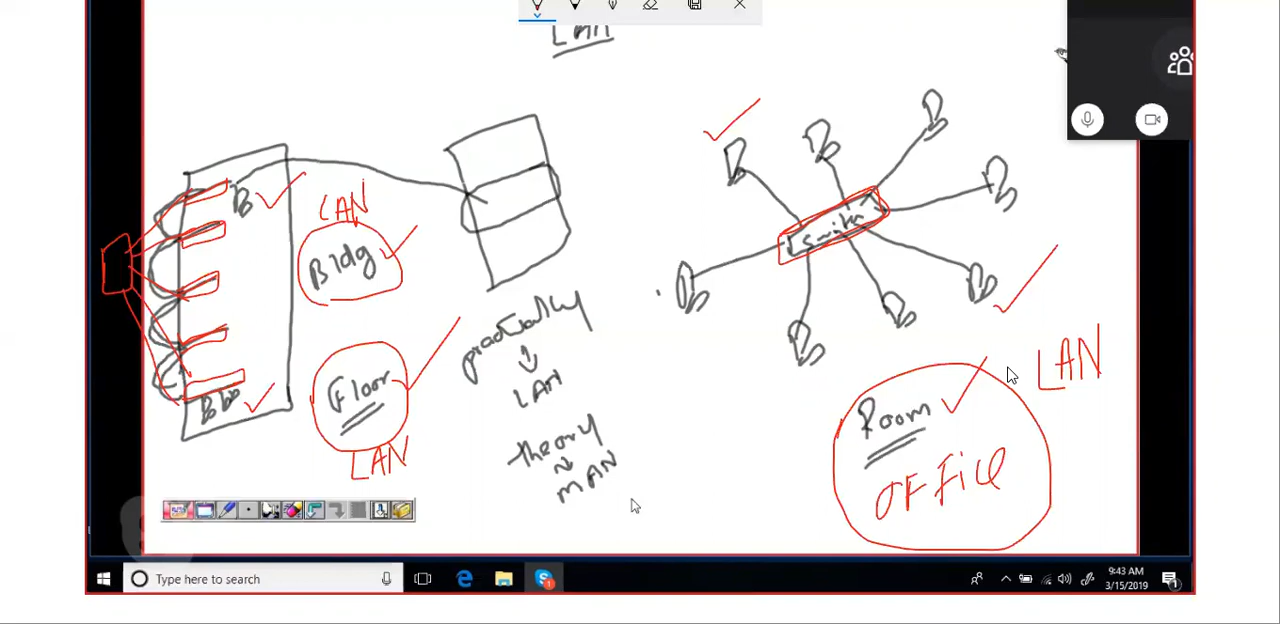 LAN
B
LAN
Bldg
Floor
LAN
practically
LAN
theory
MAN
Switch
LAN
Room
OFFice
Type here to search
9:43 AM
3/15/2019